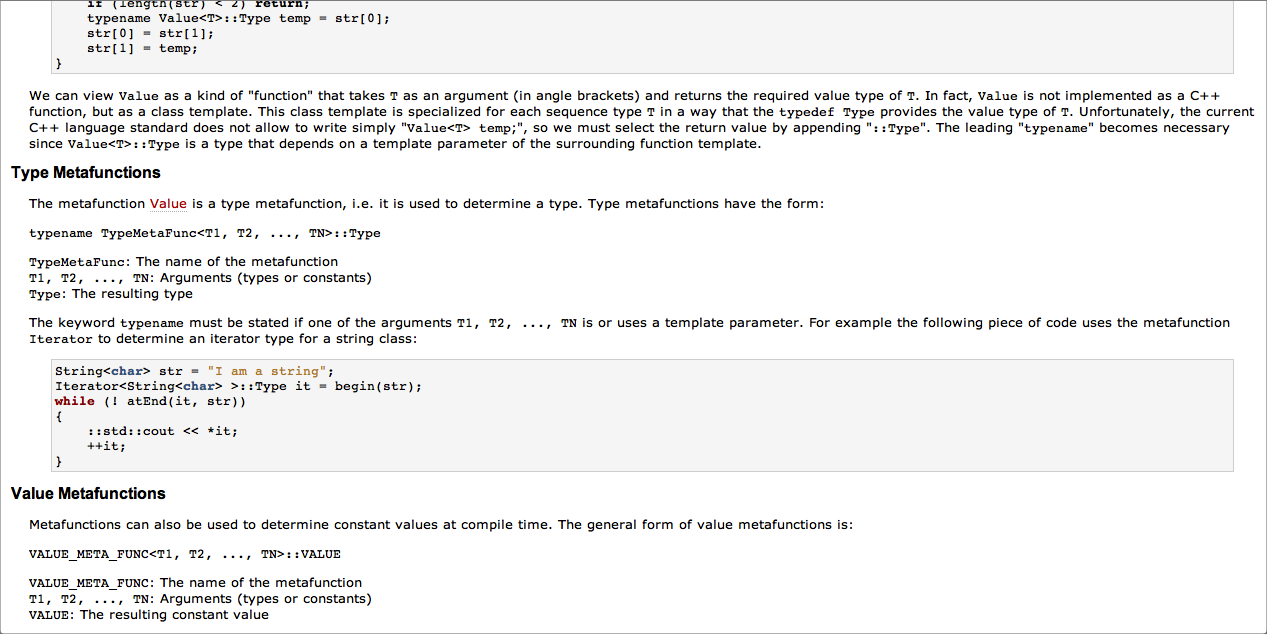 if (length(str) < 2) return;
typename Value<T>::Type temp = str[0];
str[0] = str[1];
str[1] = temp;
}
We can view Value as a kind of "function" that takes T as an argument (in angle brackets) and returns the required value type of T. In fact, Value is not implemented as a C++
function, but as a class template. This class template is specialized for each sequence type T in a way that the typedef Type provides the value type of T. Unfortunately, the current
C++ language standard does not allow to write simply "Value<T> temp;", so we must select the return value by appending "::Type". The leading "typename" becomes necessary
since Value<T>::Type is a type that depends on a template parameter of the surrounding function template.
Type Metafunctions
The metafunction Value is a type metafunction, i.e. it is used to determine a type. Type metafunctions have the form:
typename TypeMetaFunc<T1, T2, ..., TN>::Type
TypeMetaFunc: The name of the metafunction
T1, T2, ..., TN: Arguments (types or constants)
Type: The resulting type
The keyword typename must be stated if one of the arguments T1, T2, ..., TN is or uses a template parameter. For example the following piece of code uses the metafunction
Iterator to determine an iterator type for a string class:
String<char> str = "I am a string";
Iterator<String<char> >::Type it = begin(str);
while (! atEnd(it, str))
{
::std::cout << *it;
++it;
}
Value Metafunctions
Metafunctions can also be used to determine constant values at compile time. The general form of value metafunctions is:
VALUE_META_FUNC<T1, T2, ..., TN>::VALUE
VALUE_META_FUNC: The name of the metafunction
T1, T2, ..., TN: Arguments (types or constants)
VALUE: The resulting constant value